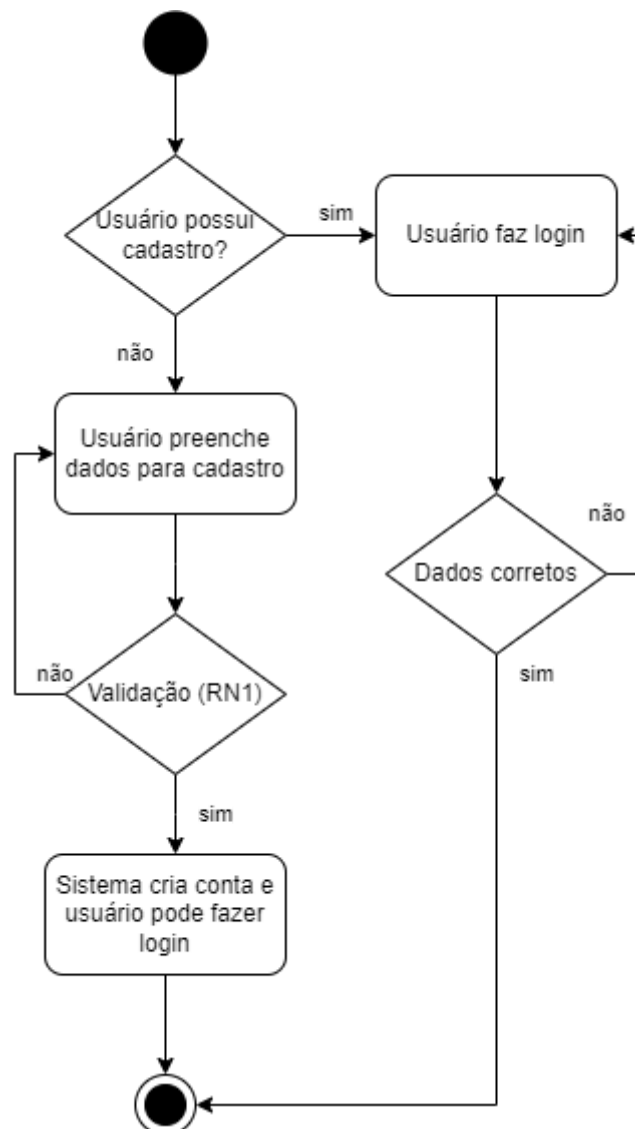 Usuário possui
cadastro?
sim
Usuário faz login
não
Usuário preenche
dados para cadastro
não
Dados corretos
não
Validação (RN1)
sim
sim
Sistema cria conta e
usuário pode fazer
login